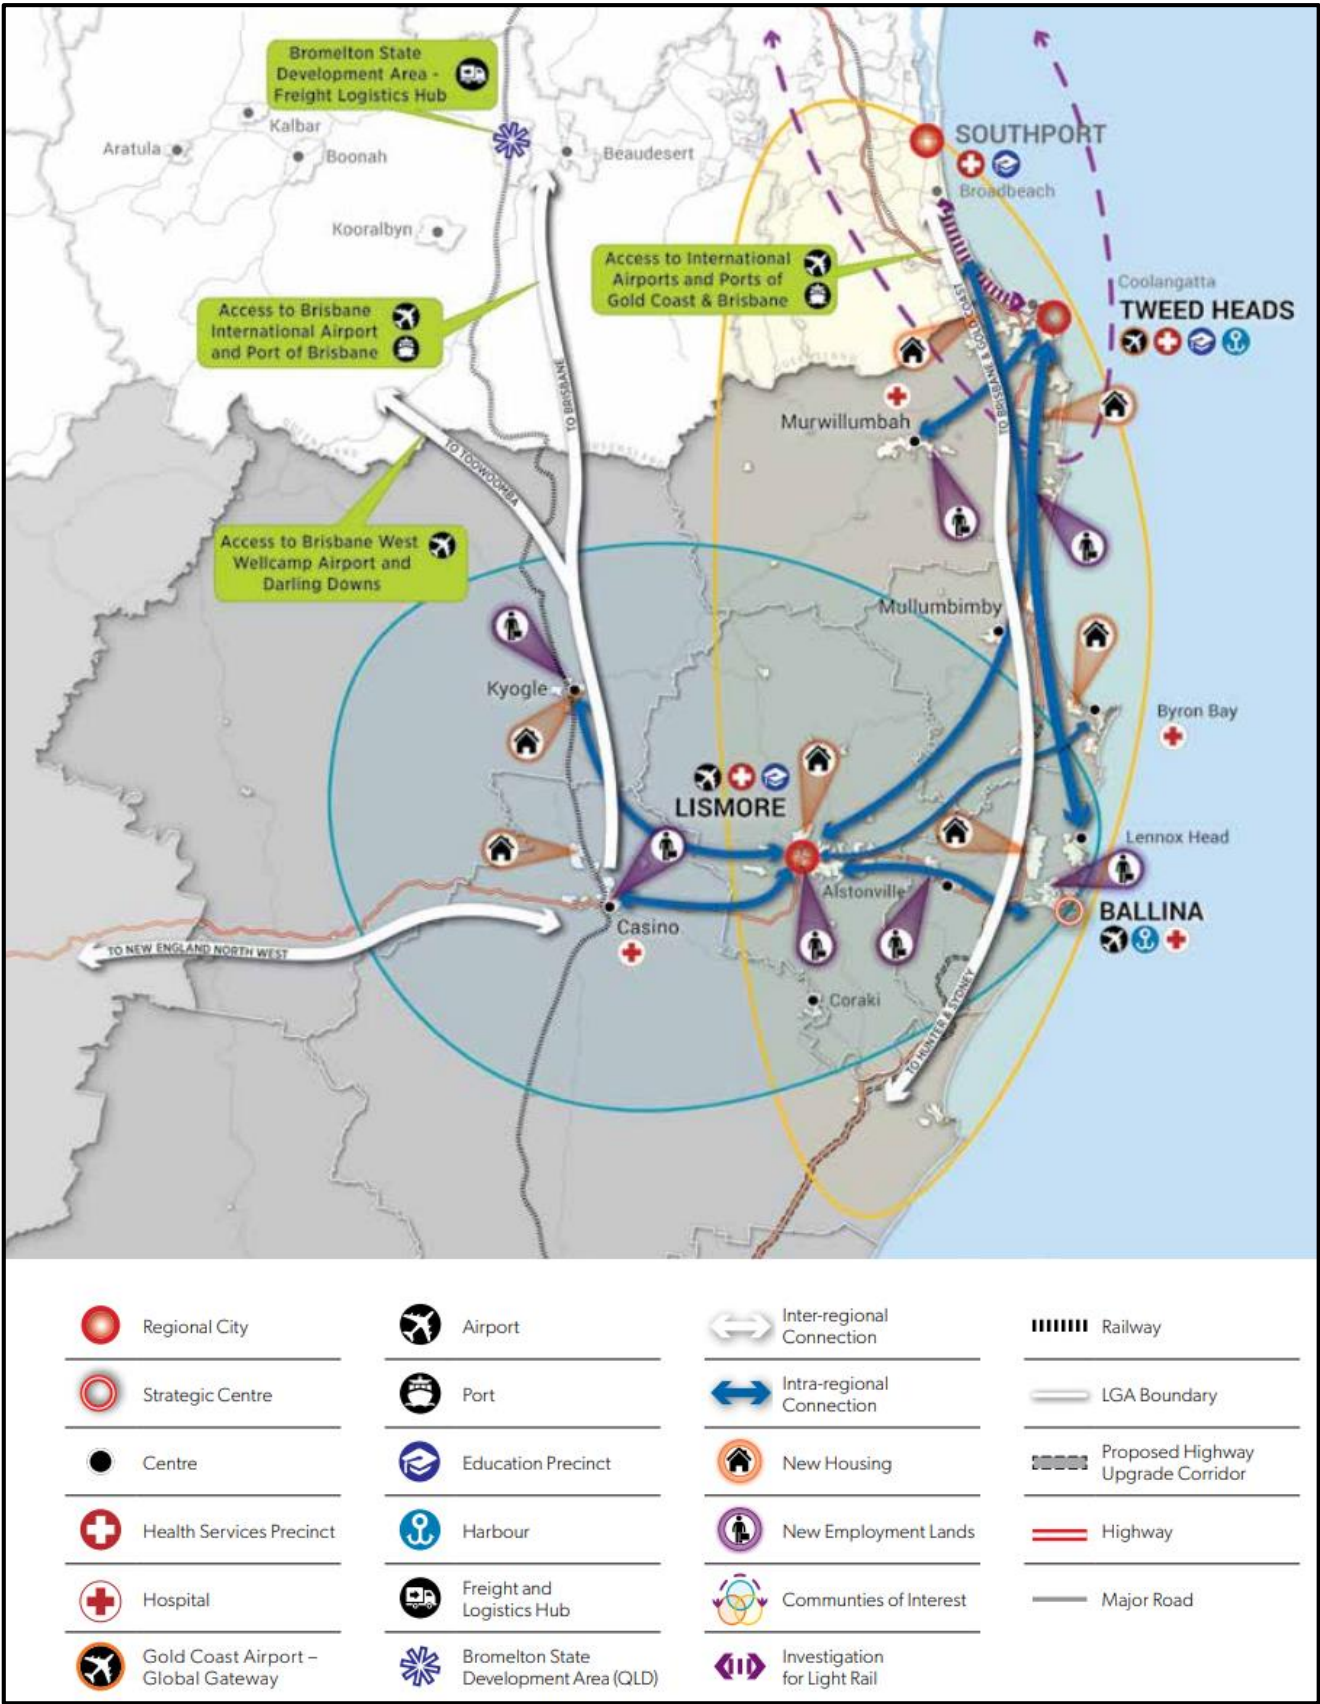 Bromelton State
Development Area -
Freight Logistics Hub
Kalbar
Aratula
Boonah
Beaudesert
Kooralbyn
SOUTHPORT
Broadbeach
Access to International
Airports and Ports of
Gold Coast & Brisbane
Coolangatta
TWEED HEADS
Access to Brisbane
International Airport
and Port of Brisbane
TO BRISBANE
TO BRISBANE & GOLD COAST
Murwillumbah
QUEENSLAND
QUEENSLAND
QUEENSLAND
TO TOOWOOMBA
Access to Brisbane West
Wellcamp Airport and
Darling Downs
Mullumbimby
Kyogle
Byron Bay
LISMORE
Lennox Head
Alstonville
BALLINA
Casino
TO NEW ENGLAND NORTH WEST
Coraki
TO HUNTER & SYDNEY
Regional City
Airport
Inter-regional
Connection
Railway
Strategic Centre
Port
Intra-regional
Connection
LGA Boundary
Centre
Education Precinct
New Housing
Proposed Highway
Upgrade Corridor
Health Services Precinct
Harbour
New Employment Lands
Highway
Hospital
Freight and
Logistics Hub
Communties of Interest
Major Road
Gold Coast Airport –
Global Gateway
Bromelton State
Development Area (QLD)
Investigation
for Light Rail